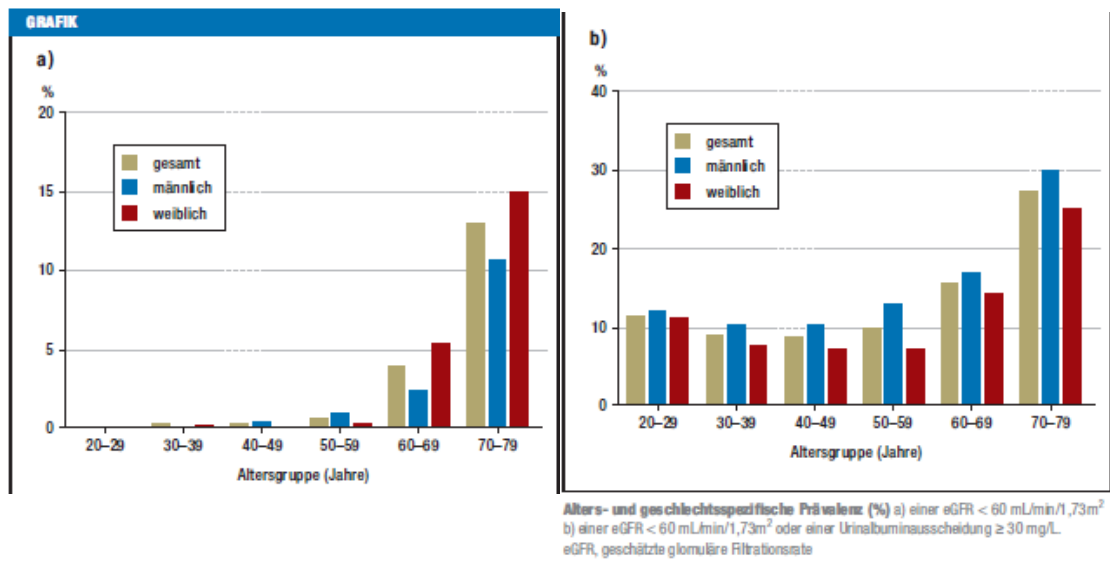 GRAFIK
a)
%
20
15
10
5
0
gesamt
männlich
weiblich
20–29 30–39 40–49 50–59 60–69 70–79
Altersgruppe (Jahre)
b)
%
40
30
20
10
0
gesamt
männlich
weiblich
20–29 30–39 40–49 50–59 60–69 70–79
Altersgruppe (Jahre)
Alters- und geschlechtsspezifische Prävalenz (%) a) einer eGFR < 60 mL/min/1,73m²
b) einer eGFR < 60 mL/min/1,73m² oder einer Urinalbuminausscheidung ≥ 30 mg/L.
eGFR, geschätzte glomuläre Filtrationsrate